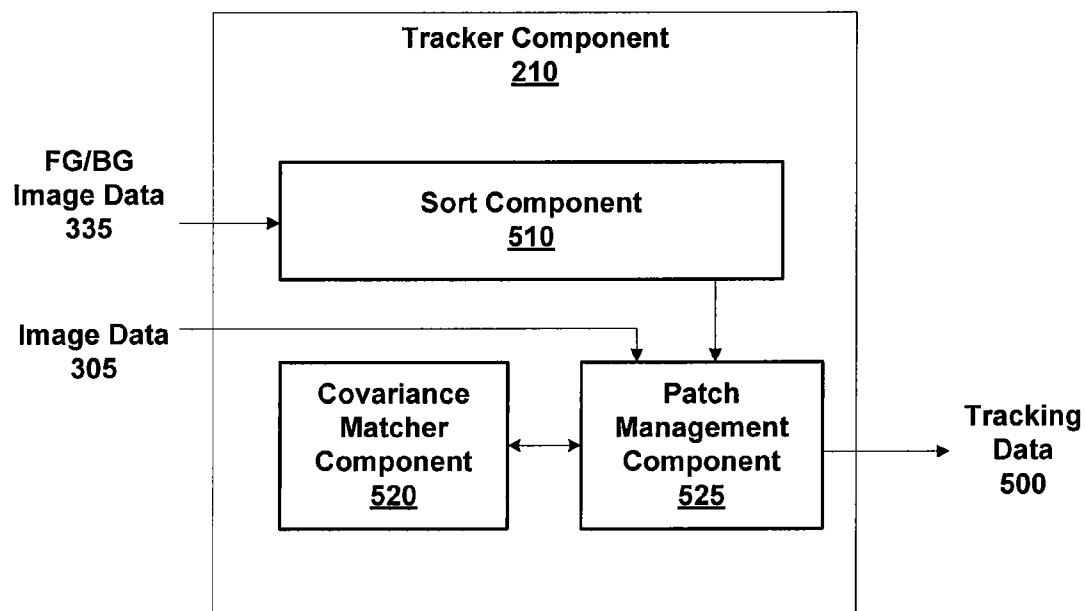 Tracker Component
210
FG/BG
Image Data
335
Sort Component
510
Image Data
305
Covariance
Matcher
Component
520
Patch
Management
Component
525
Tracking
Data
500